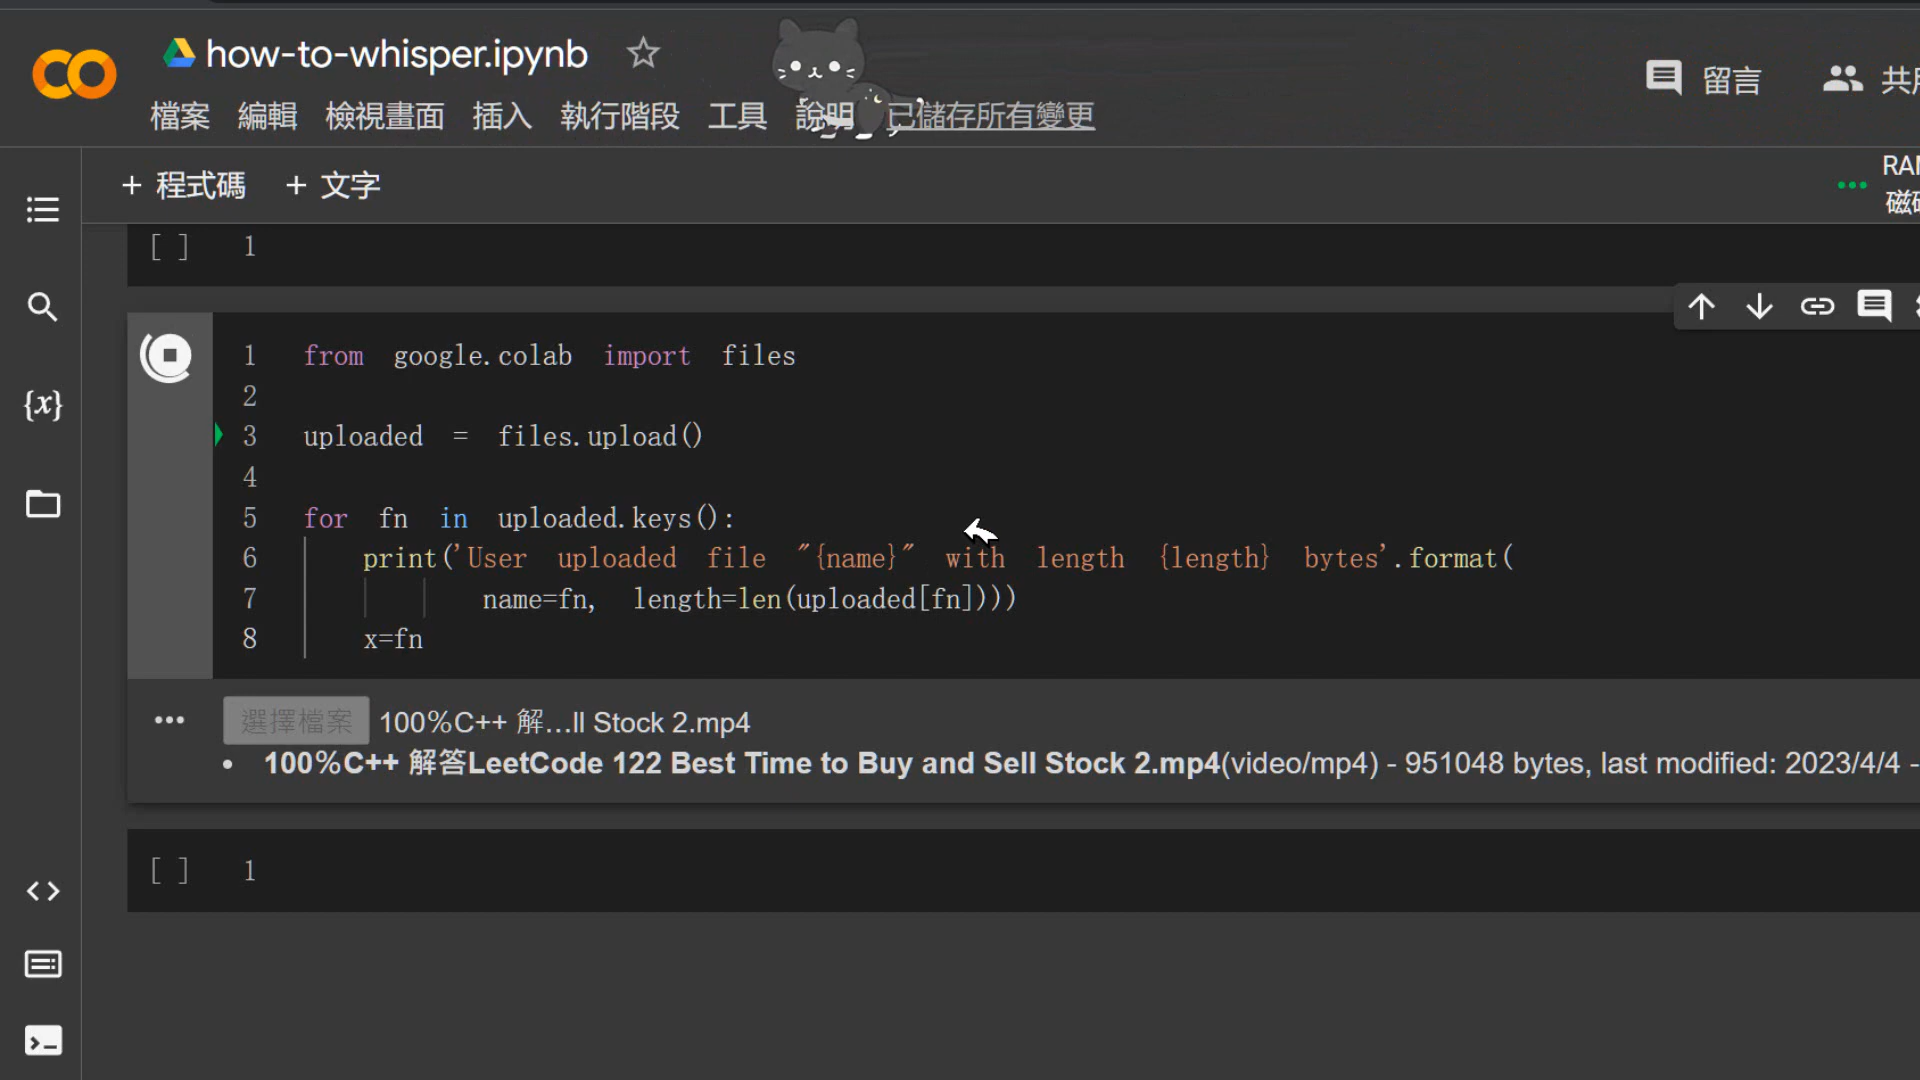 how-to-whisper.ipynb
檔案 編輯 檢視畫面 插入 執行階段 工具 說明 已儲存所有變更
留言
+ 程式碼 + 文字
[ ] 1
1 from google.colab import files
2
3 uploaded = files.upload()
4
5 for fn in uploaded.keys():
6 print('User uploaded file "{name}" with length {length} bytes'.format(
7 name=fn, length=len(uploaded[fn])))
8 x=fn
選擇檔案 100%C++ 解...ll Stock 2.mp4
• 100%C++ 解答LeetCode 122 Best Time to Buy and Sell Stock 2.mp4(video/mp4) - 951048 bytes, last modified: 2023/4/4 -
[ ] 1